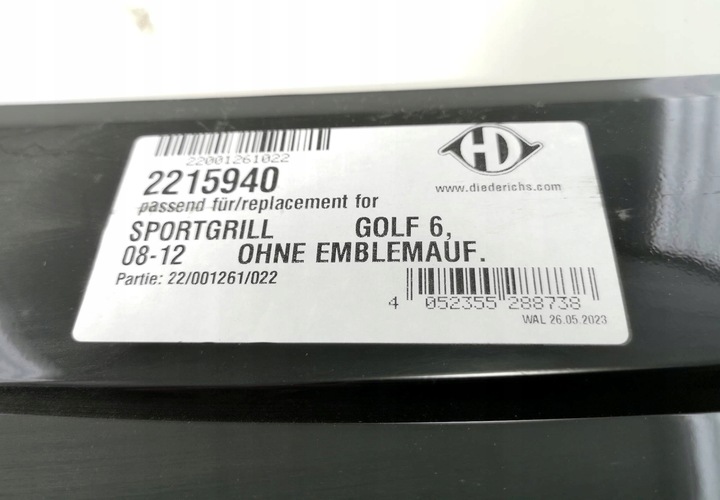 22001261022
HD
2215940
www.diederichs.com
passend für/replacement for
SPORTGRILL GOLF 6,
08-12 OHNE EMBLEMAUF.
Partie: 22/001261/022
4 052355 288738
WAL 26.05.2023